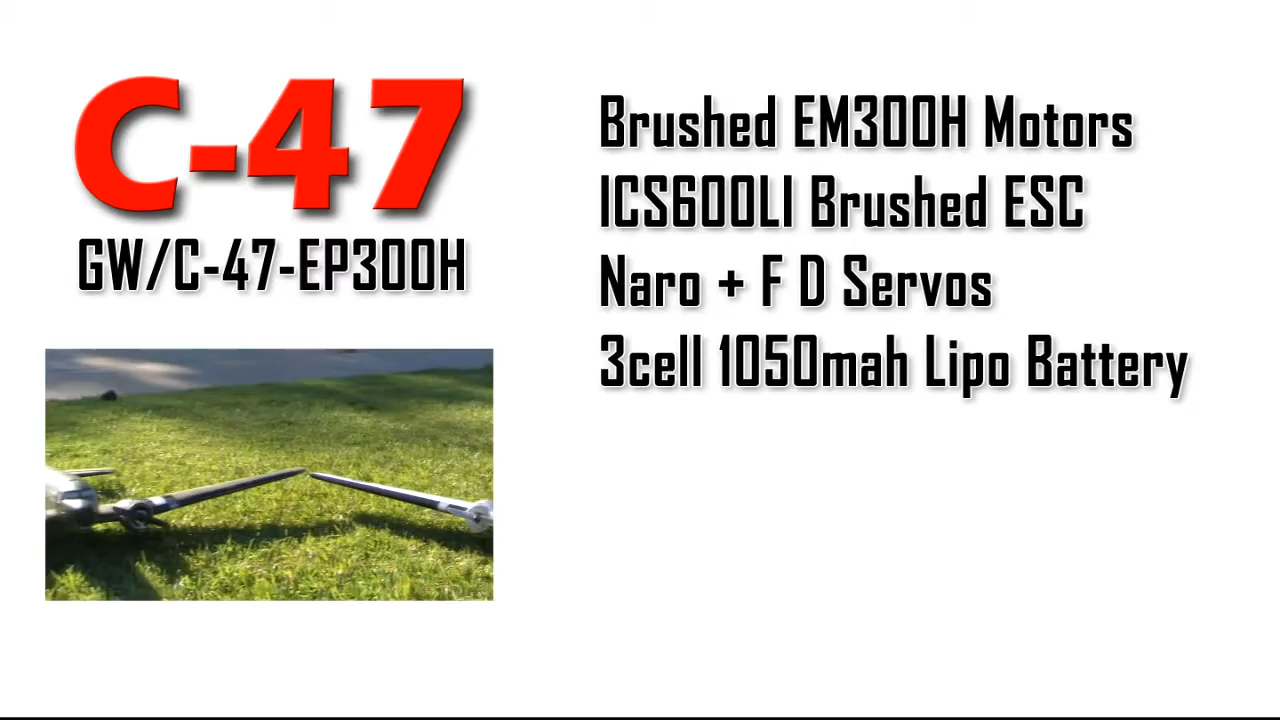 C-47
GW/C-47-EP300H
Brushed EM300H Motors
ICS600LI Brushed ESC
Naro + F D Servos
3cell 1050mah Lipo Battery